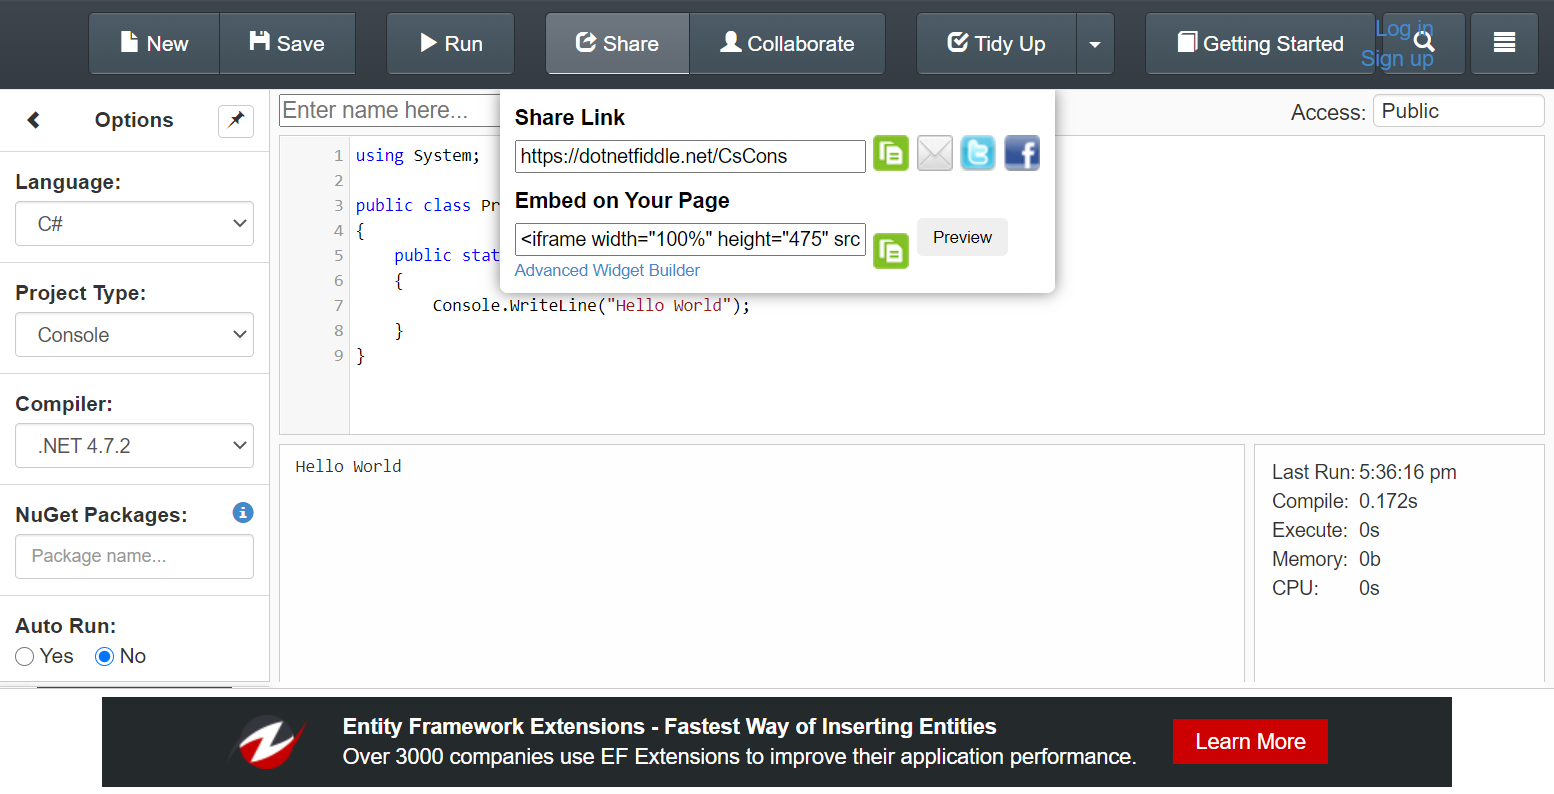 New
Save
Run
Share
Collaborate
Tidy Up
Getting Started
Log in
Sign up
Options
Language:
C#
Project Type:
Console
Compiler:
.NET 4.7.2
NuGet Packages:
Package name...
Auto Run:
Yes No
Enter name here...
Access: Public
Share Link
https://dotnetfiddle.net/CsCons
Embed on Your Page
<iframe width="100%" height="475" src
Preview
Advanced Widget Builder
1 using System;
2
3 public class Pr
4 {
5 public stat
6 {
7 Console.WriteLine("Hello World");
8 }
9 }
Hello World
Last Run: 5:36:16 pm
Compile: 0.172s
Execute: 0s
Memory: 0b
CPU: 0s
Entity Framework Extensions - Fastest Way of Inserting Entities
Over 3000 companies use EF Extensions to improve their application performance.
Learn More